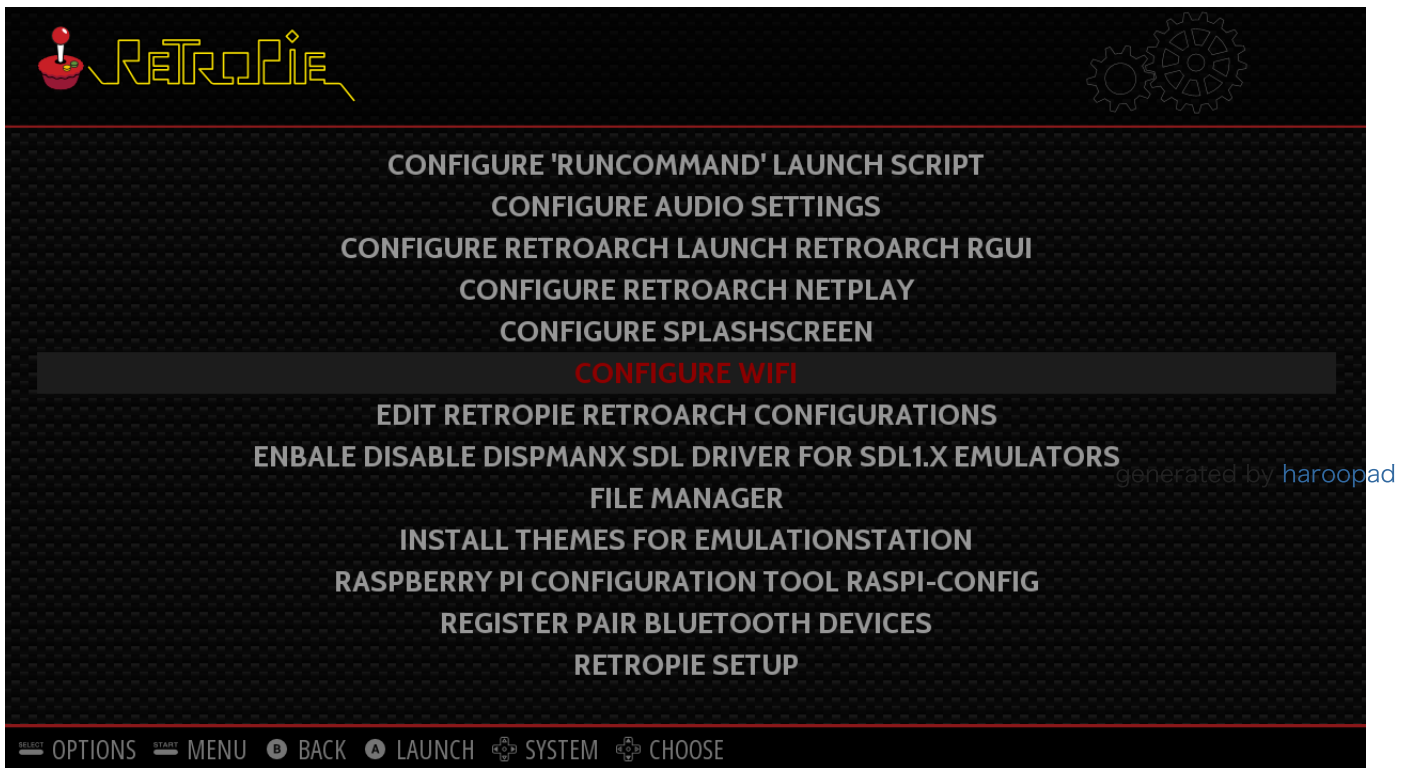 RETROPIE
CONFIGURE 'RUNCOMMAND' LAUNCH SCRIPT
CONFIGURE AUDIO SETTINGS
CONFIGURE RETROARCH LAUNCH RETROARCH RGUI
CONFIGURE RETROARCH NETPLAY
CONFIGURE SPLASHSCREEN
CONFIGURE WIFI
EDIT RETROPIE RETROARCH CONFIGURATIONS
ENBALE DISABLE DISPMANX SDL DRIVER FOR SDL1.X EMULATORS
generated by haroopad
FILE MANAGER
INSTALL THEMES FOR EMULATIONSTATION
RASPBERRY PI CONFIGURATION TOOL RASPI-CONFIG
REGISTER PAIR BLUETOOTH DEVICES
RETROPIE SETUP
SELECT OPTIONS START MENU B BACK A LAUNCH SYSTEM CHOOSE